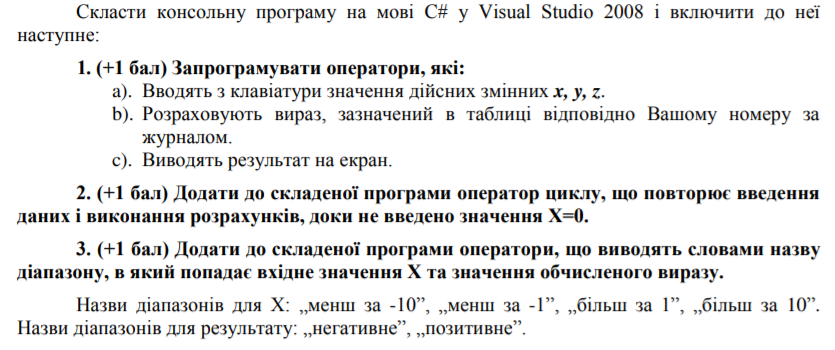 Скласти консольну програму на мові C# у Visual Studio 2008 і включити до неї
наступне:
1. (+1 бал) Запрограмувати оператори, які:
a). Вводять з клавіатури значення дійсних змінних x, y, z.
b). Розраховують вираз, зазначений в таблиці відповідно Вашому номеру за
журналом.
c). Виводять результат на екран.
2. (+1 бал) Додати до складеної програми оператор циклу, що повторює введення
даних і виконання розрахунків, доки не введено значення X=0.
3. (+1 бал) Додати до складеної програми оператори, що виводять словами назву
діапазону, в який попадає вхідне значення X та значення обчисленого виразу.
Назви діапазонів для X: „менш за -10”, „менш за -1”, „більш за 1”, „більш за 10”.
Назви діапазонів для результату: „негативне”, „позитивне”.